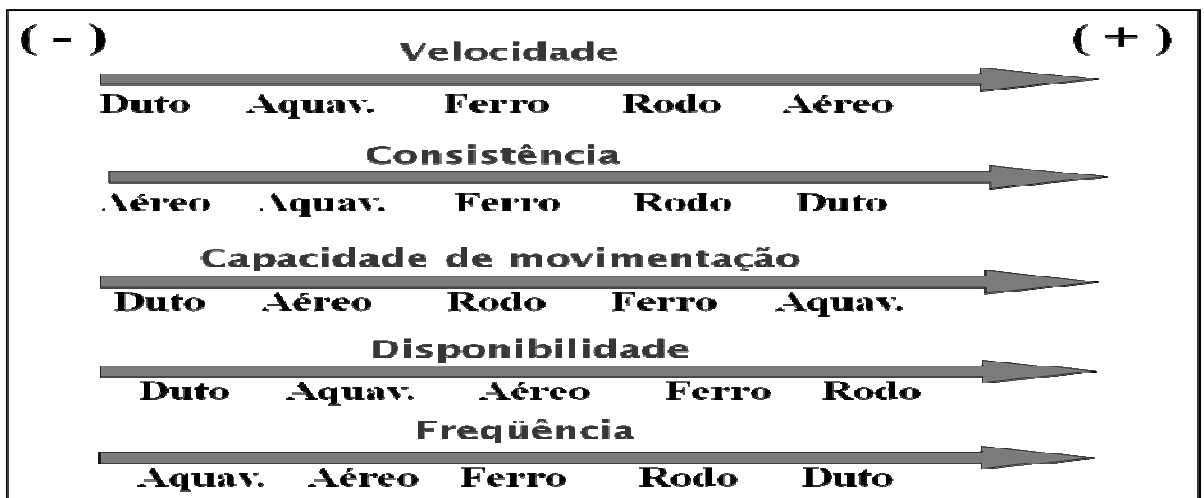 ( - ) ( + )
Velocidade
Duto Aquav. Ferro Rodo Aéreo
Consistência
Aéreo Aquav. Ferro Rodo Duto
Capacidade de movimentação
Duto Aéreo Rodo Ferro Aquav.
Disponibilidade
Duto Aquav. Aéreo Ferro Rodo
Freqüência
Aquav. Aéreo Ferro Rodo Duto